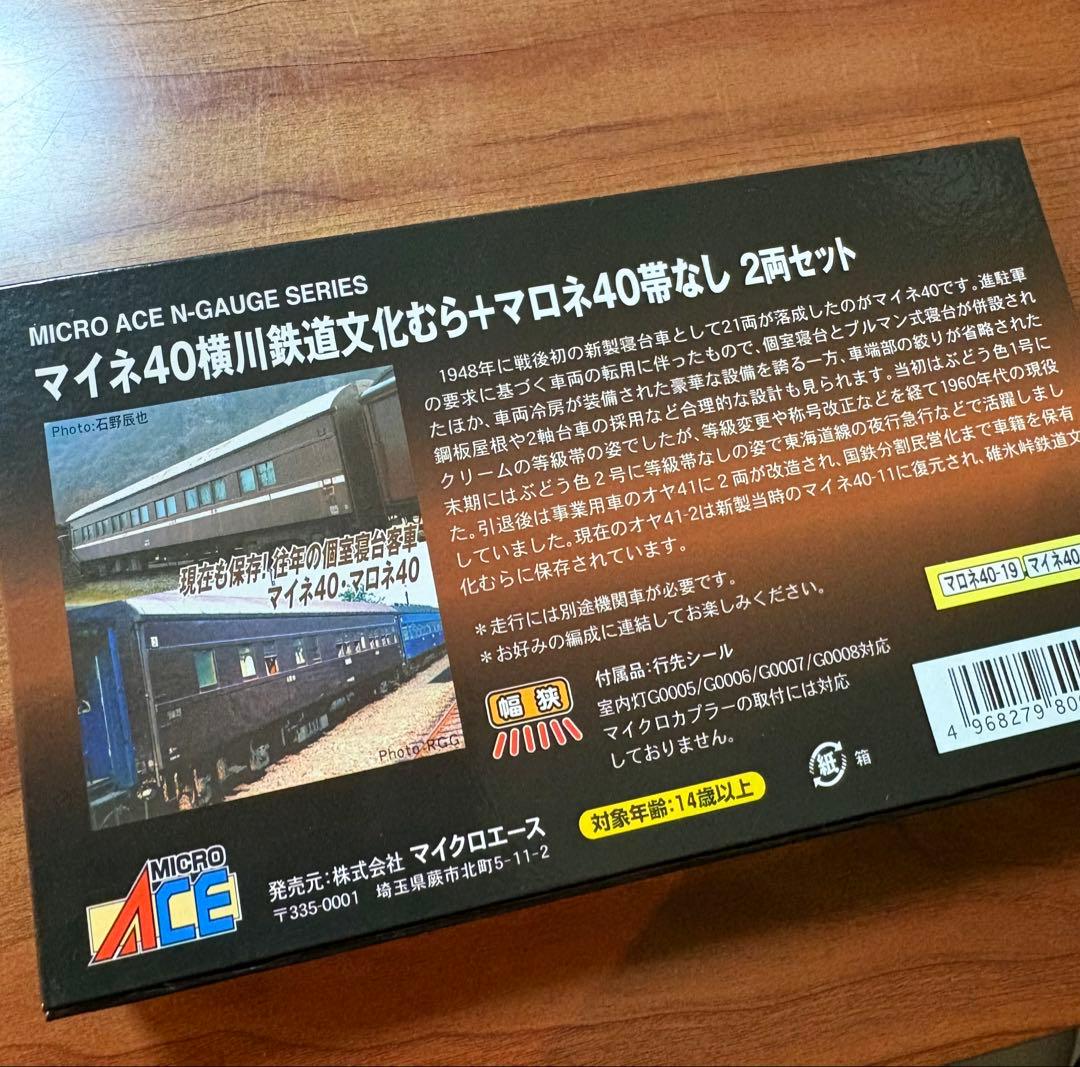 MICRO ACE N-GAUGE SERIES
マイネ40横川鉄道文化むら+マロネ40帯なし 2両セット
Photo:石野辰也
現在も保存!往年の個室寝台客車
マイネ40・マロネ40
Photo:RGG
1948年に戦後初の新製寝台車として21両が落成したのがマイネ40です。進駐軍
の要求に基づく車両の転用に伴ったもので、個室寝台とプルマン式寝台が併設され
たほか、車両冷房が装備された豪華な設備を誇る一方、車端部の絞りが省略された
鋼板屋根や2軸台車の採用など合理的な設計も見られます。当初はぶどう色1号に
クリームの等級帯の姿でしたが、等級変更や称号改正などを経て1960年代の現役
末期にはぶどう色2号に等級帯なしの姿で東海道線の夜行急行などで活躍しまし
た。引退後は事業用車のオヤ41に2両が改造され、国鉄分割民営化まで車籍を保有
していました。現在のオヤ41-2は新製当時のマイネ40-11に復元され、碓氷峠鉄道文
化むらに保存されています。
*走行には別途機関車が必要です。
*お好みの編成に連結してお楽しみください。
マロネ40-19 マイネ40
幅狭
付属品:行先シール
室内灯G0005/G0006/G0007/G0008対応
マイクロカプラーの取付には対応
しておりません。
4 968279 80
紙 箱
対象年齢:14歳以上
MICRO
ACE
発売元:株式会社 マイクロエース
〒335-0001 埼玉県蕨市北町5-11-2